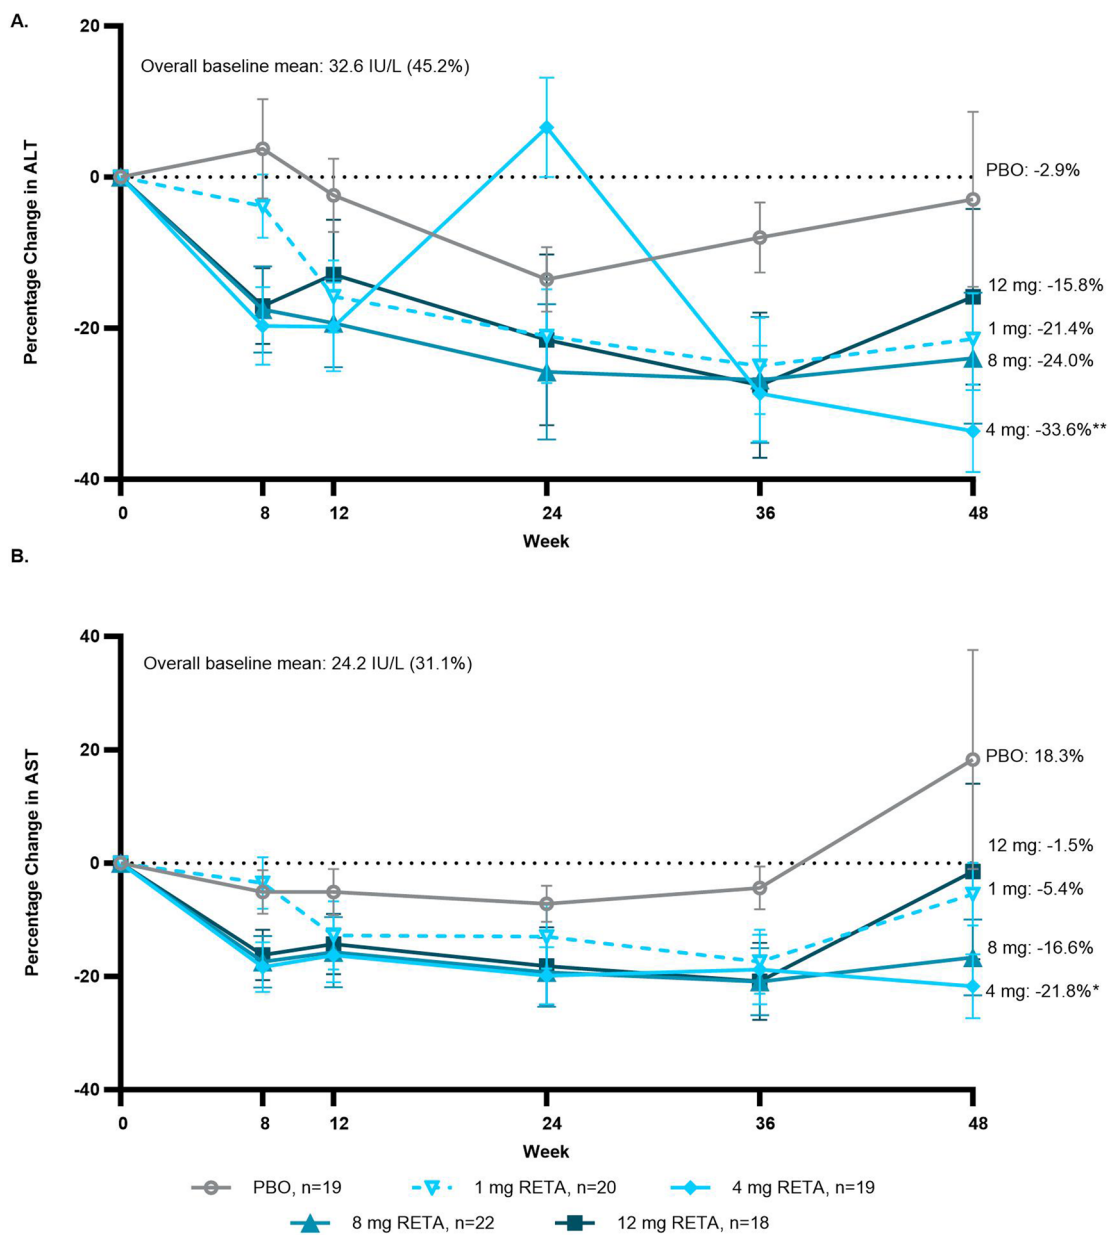 A.
20
Overall baseline mean: 32.6 IU/L (45.2%)
Percentage Change in ALT
0
PBO: -2.9%
12 mg: -15.8%
1 mg: -21.4%
-20
8 mg: -24.0%
4 mg: -33.6%**
-40
0 8 12 24 36 48
Week
B.
40
Overall baseline mean: 24.2 IU/L (31.1%)
Percentage Change in AST
20
PBO: 18.3%
0
12 mg: -1.5%
1 mg: -5.4%
8 mg: -16.6%
-20
4 mg: -21.8%*
-40
0 8 12 24 36 48
Week
PBO, n=19 1 mg RETA, n=20 4 mg RETA, n=19
8 mg RETA, n=22 12 mg RETA, n=18